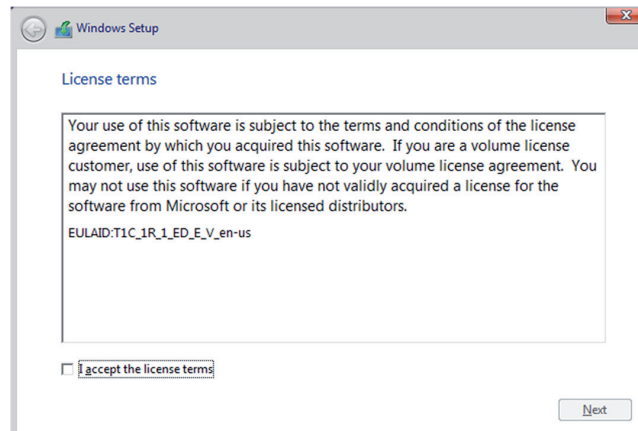 Windows Setup
License terms
Your use of this software is subject to the terms and conditions of the license
agreement by which you acquired this software.  If you are a volume license
customer, use of this software is subject to your volume license agreement.  You
may not use this software if you have not validly acquired a license for the
software from Microsoft or its licensed distributors.
EULAID:T1C_1R_1_ED_E_V_en-us
I accept the license terms
Next